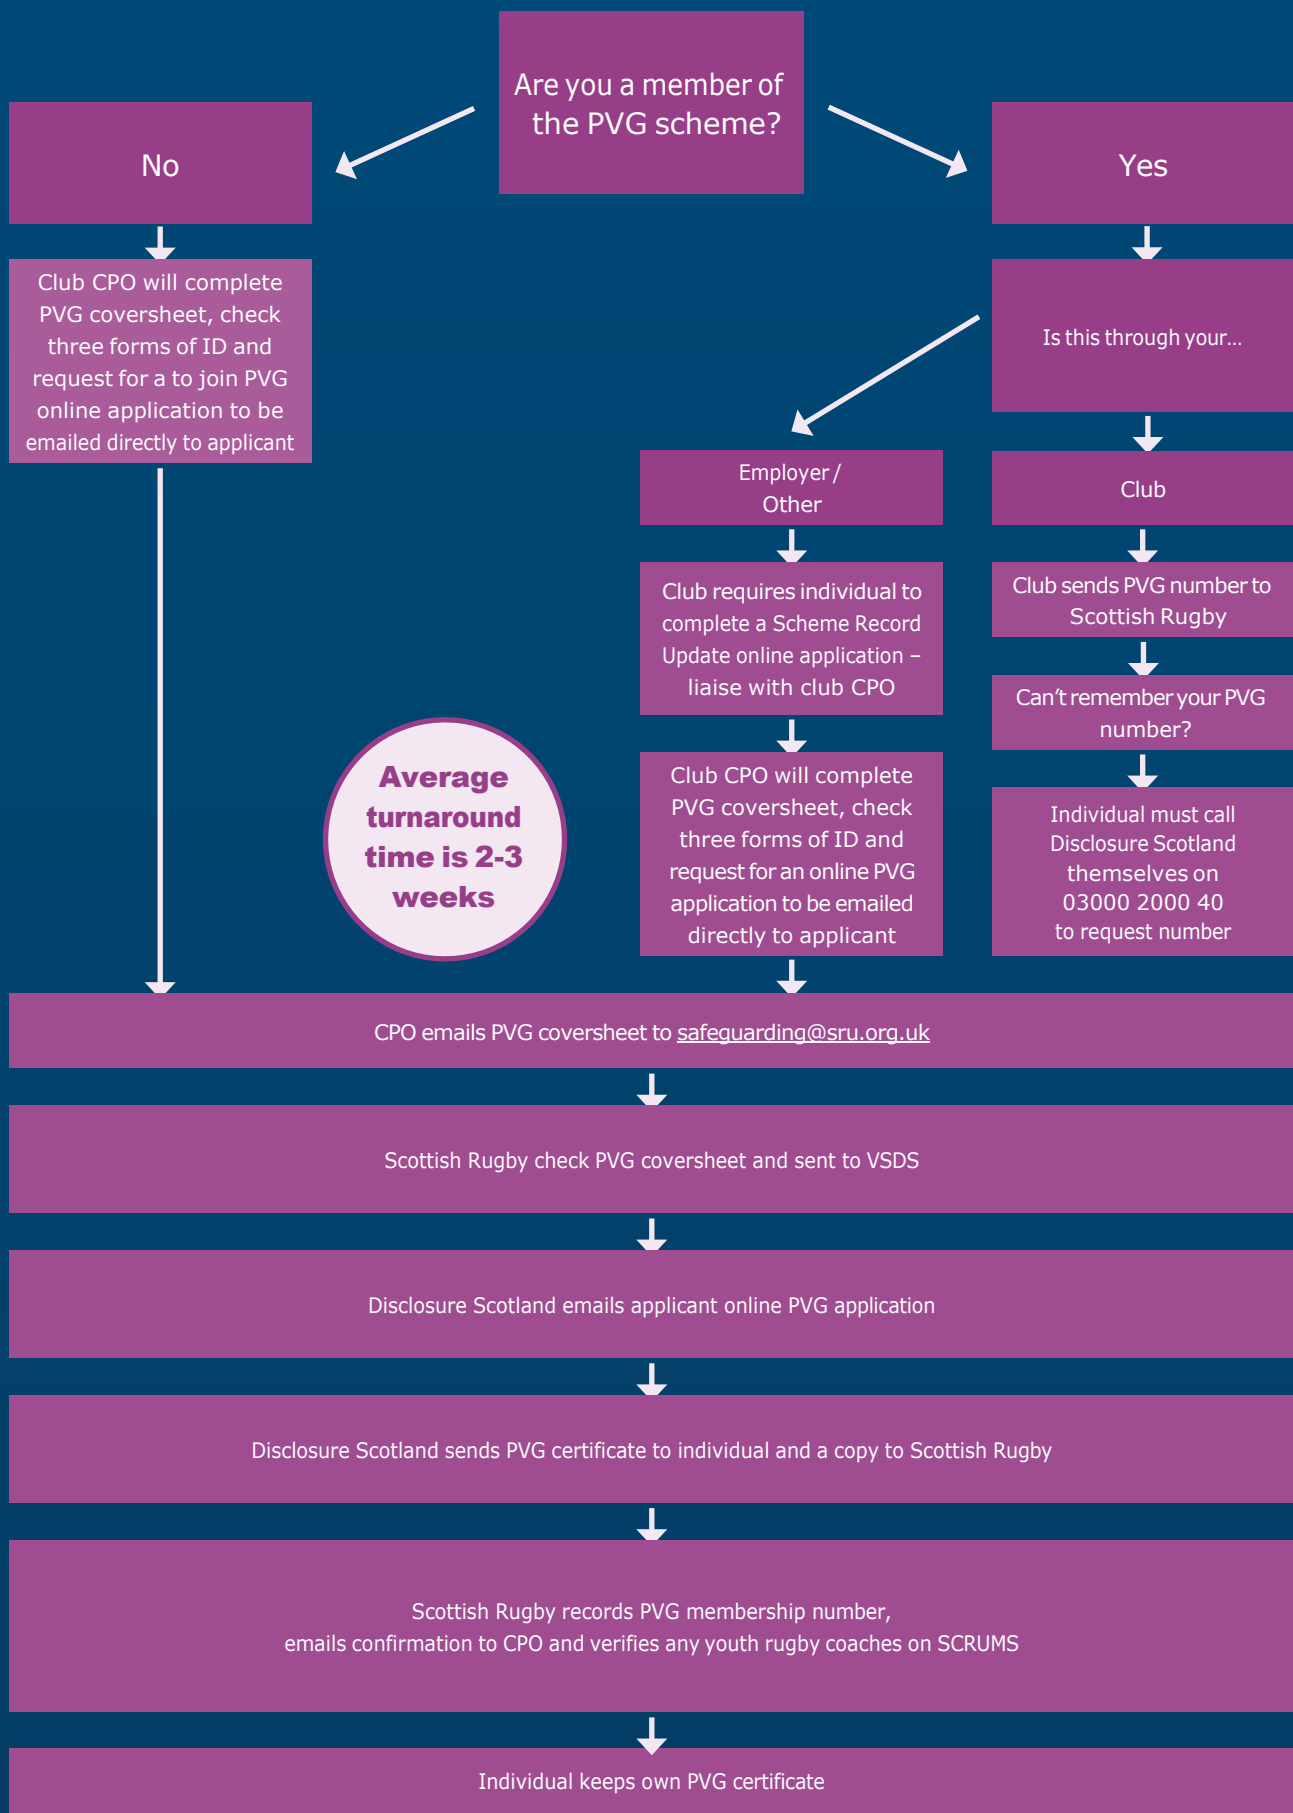 Are you a member of
the PVG scheme?
No
Yes
Club CPO will complete
PVG coversheet, check
three forms of ID and
request for a to join PVG
online application to be
emailed directly to applicant
Is this through your...
Employer /
Other
Club
Club requires individual to
complete a Scheme Record
Update online application –
liaise with club CPO
Club sends PVG number to
Scottish Rugby
Can’t remember your PVG
number?
Average
turnaround
time is 2-3
weeks
Club CPO will complete
PVG coversheet, check
three forms of ID and
request for an online PVG
application to be emailed
directly to applicant
Individual must call
Disclosure Scotland
themselves on
03000 2000 40
to request number
CPO emails PVG coversheet to safeguarding@sru.org.uk
Scottish Rugby check PVG coversheet and sent to VSDS
Disclosure Scotland emails applicant online PVG application
Disclosure Scotland sends PVG certificate to individual and a copy to Scottish Rugby
Scottish Rugby records PVG membership number,
emails confirmation to CPO and verifies any youth rugby coaches on SCRUMS
Individual keeps own PVG certificate